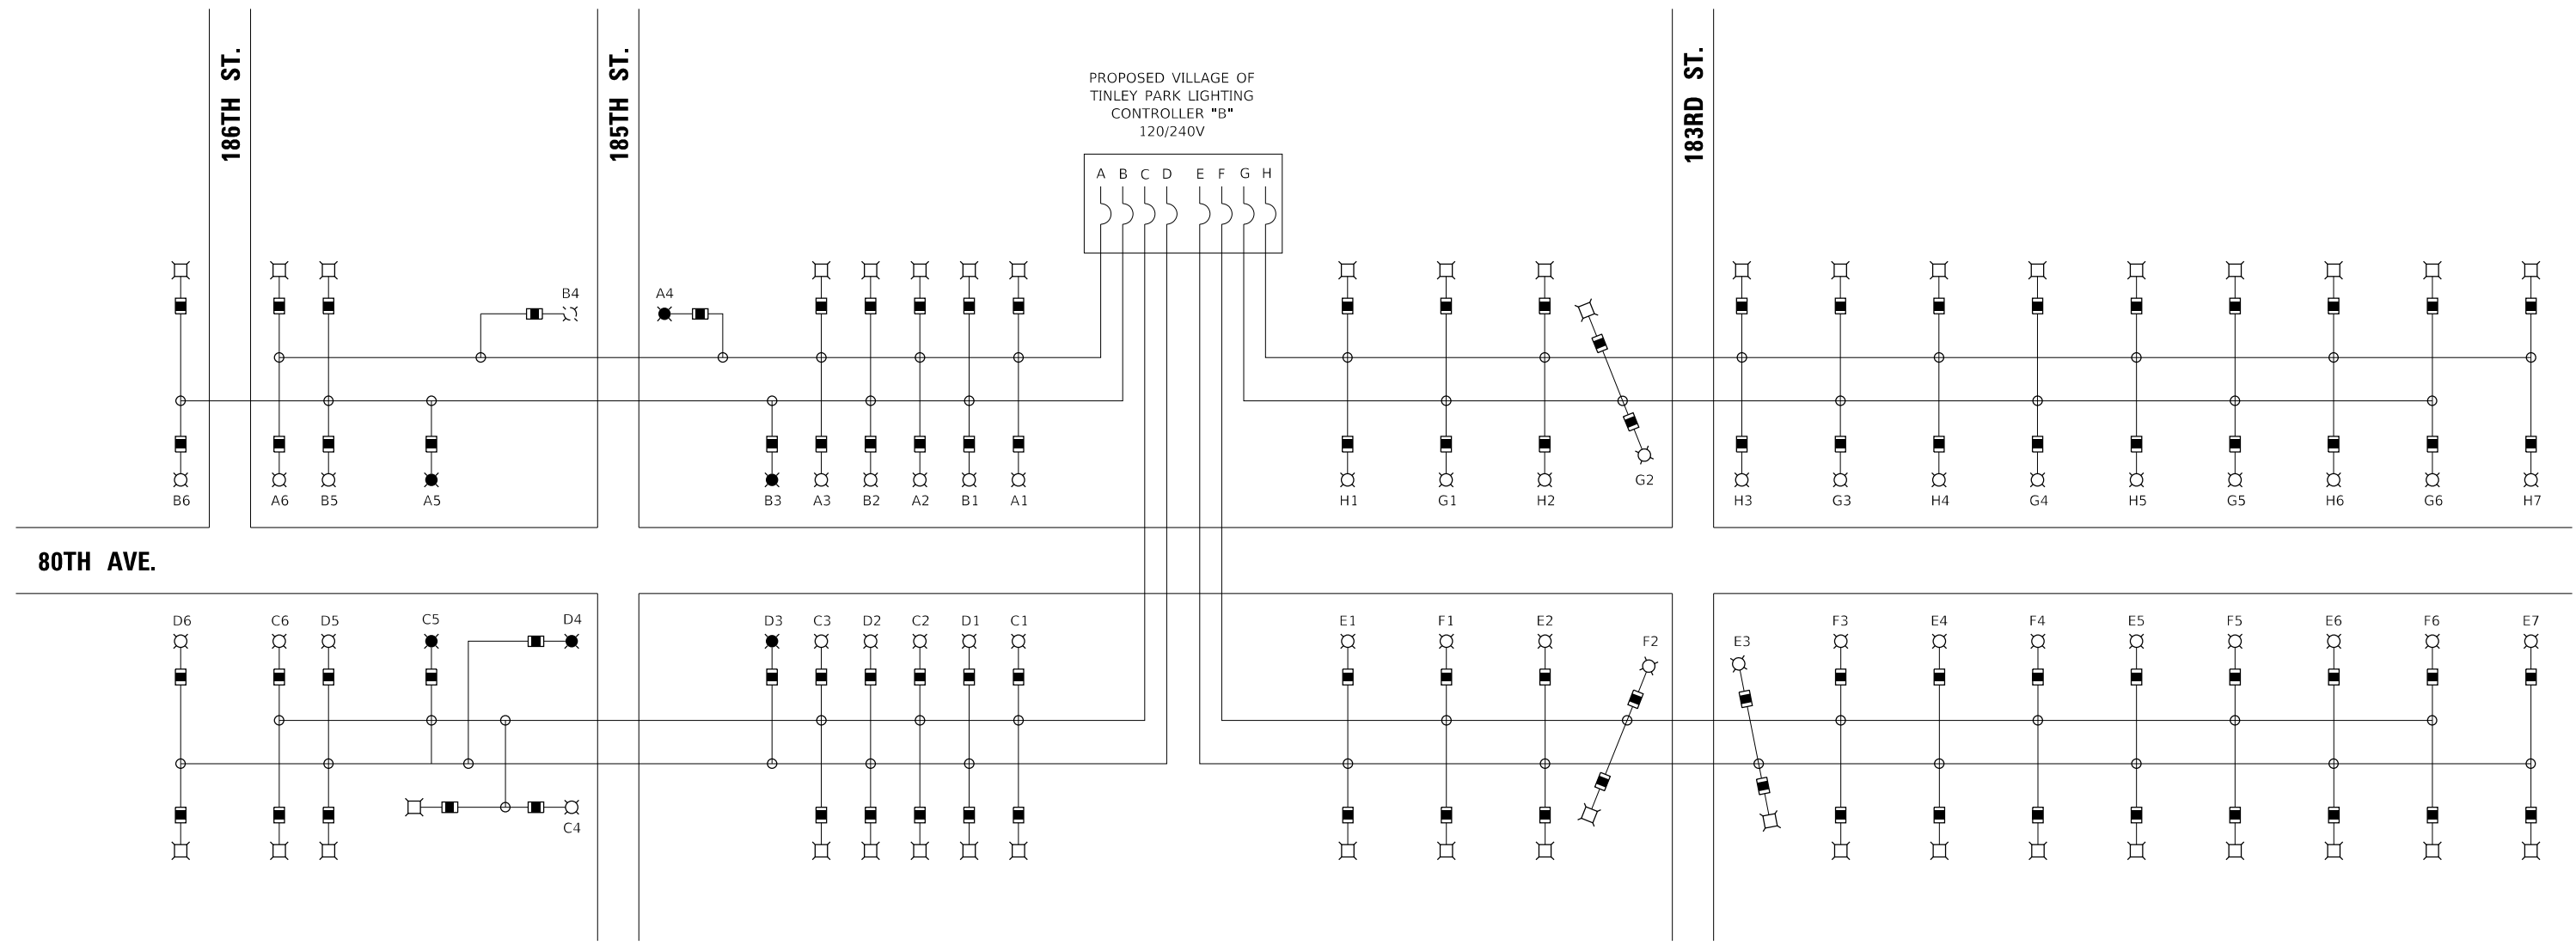 186TH ST.
185TH ST.
183RD ST.
PROPOSED VILLAGE OF
TINLEY PARK LIGHTING
CONTROLLER "B"
120/240V
A B C D E F G H
B4 A4
G2
B6 A6 B5 A5 B3 A3 B2 A2 B1 A1 H1 G1 H2 H3 G3 H4 G4 H5 G5 H6 G6 H7
80TH AVE.
D6 C6 D5 C5 D4 D3 C3 D2 C2 D1 C1 E1 F1 E2 F3 E4 F4 E5 F5 E6 F6 E7
F2 E3
C4